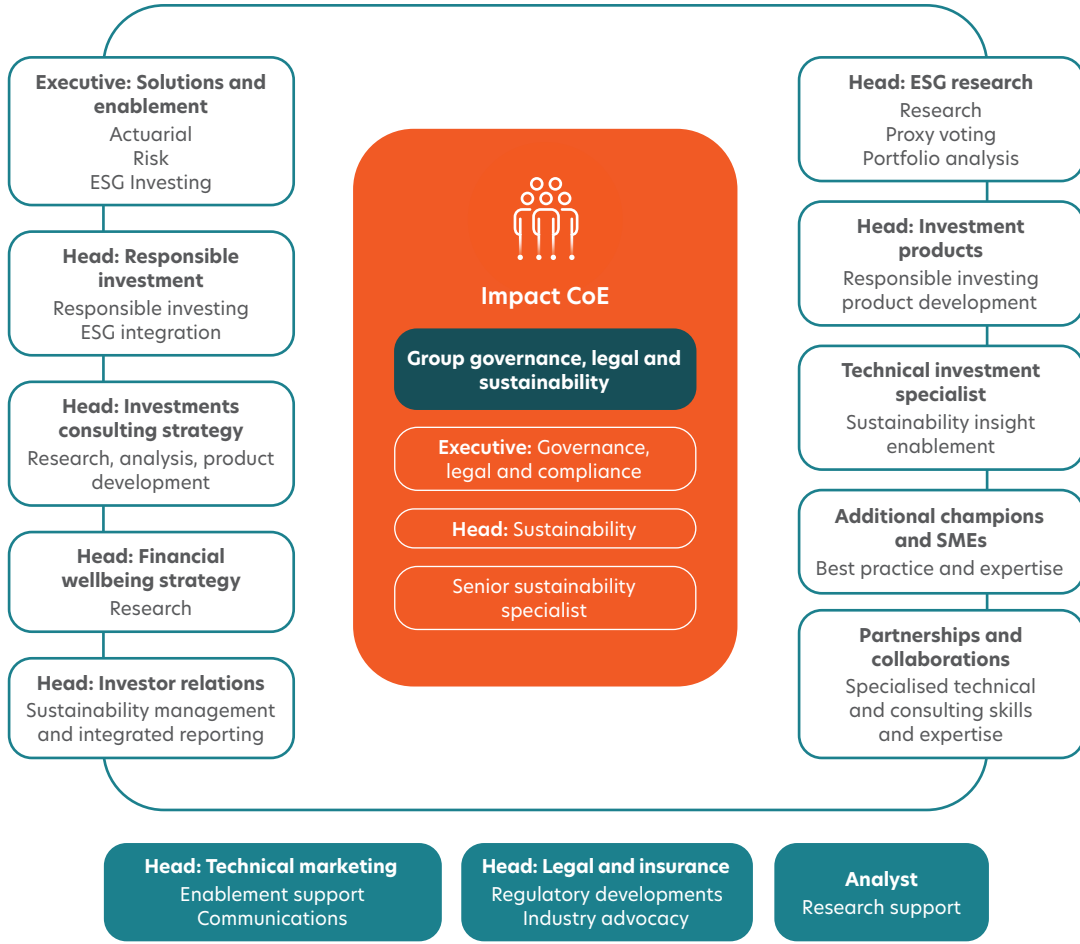 Executive: Solutions and
enablement
Actuarial
Risk
ESG Investing
Head: Responsible
investment
Responsible investing
ESG integration
Head: Investments
consulting strategy
Research, analysis, product
development
Head: Financial
wellbeing strategy
Research
Head: Investor relations
Sustainability management
and integrated reporting
Impact CoE
Group governance, legal and
sustainability
Executive: Governance,
legal and compliance
Head: Sustainability
Senior sustainability
specialist
Head: ESG research
Research
Proxy voting
Portfolio analysis
Head: Investment
products
Responsible investing
product development
Technical investment
specialist
Sustainability insight
enablement
Additional champions
and SMEs
Best practice and expertise
Partnerships and
collaborations
Specialised technical
and consulting skills
and expertise
Head: Technical marketing
Enablement support
Communications
Head: Legal and insurance
Regulatory developments
Industry advocacy
Analyst
Research support